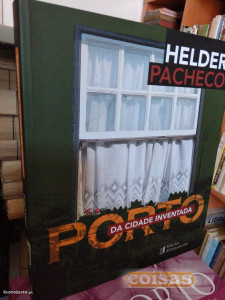 HELDER
PACHECO
PORTO
DA CIDADE INVENTADA
coisas